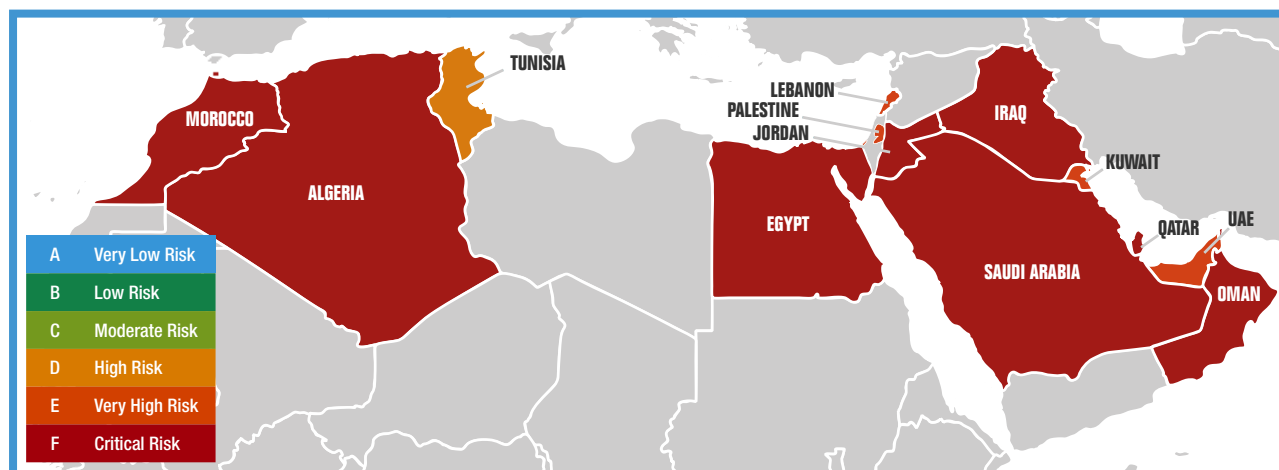 TUNISIA
LEBANON
PALESTINE
JORDAN
MOROCCO
IRAQ
KUWAIT
ALGERIA
EGYPT
QATAR
UAE
SAUDI ARABIA
OMAN
A Very Low Risk
B Low Risk
C Moderate Risk
D High Risk
E Very High Risk
F Critical Risk